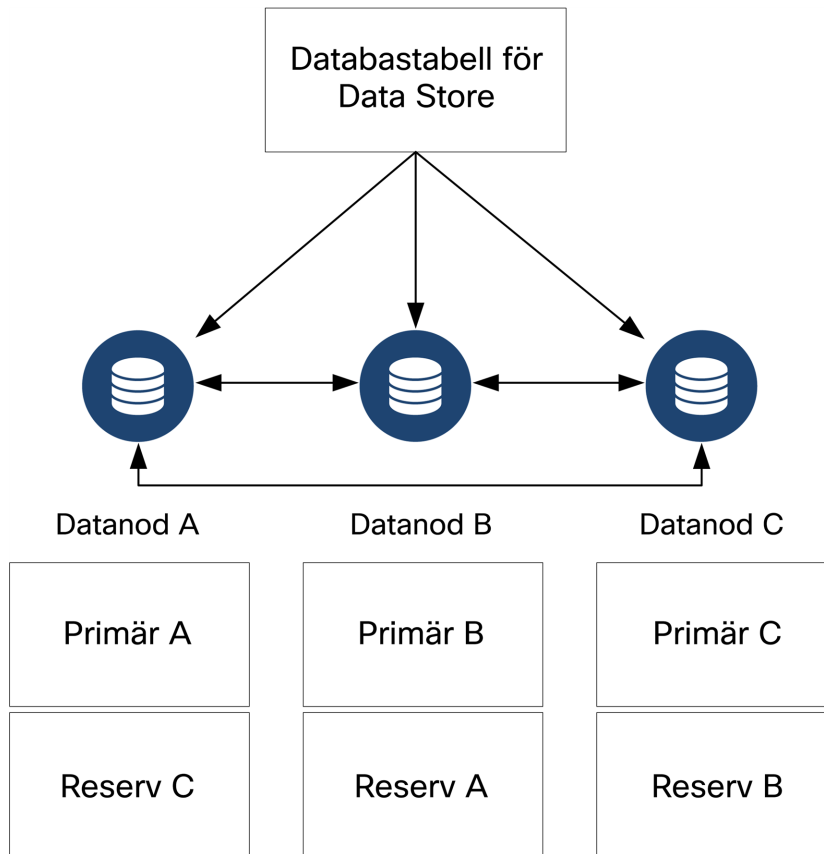 Databastabell för
Data Store
Datanod A
Datanod B
Datanod C
Primär A
Primär B
Primär C
Reserv C
Reserv A
Reserv B